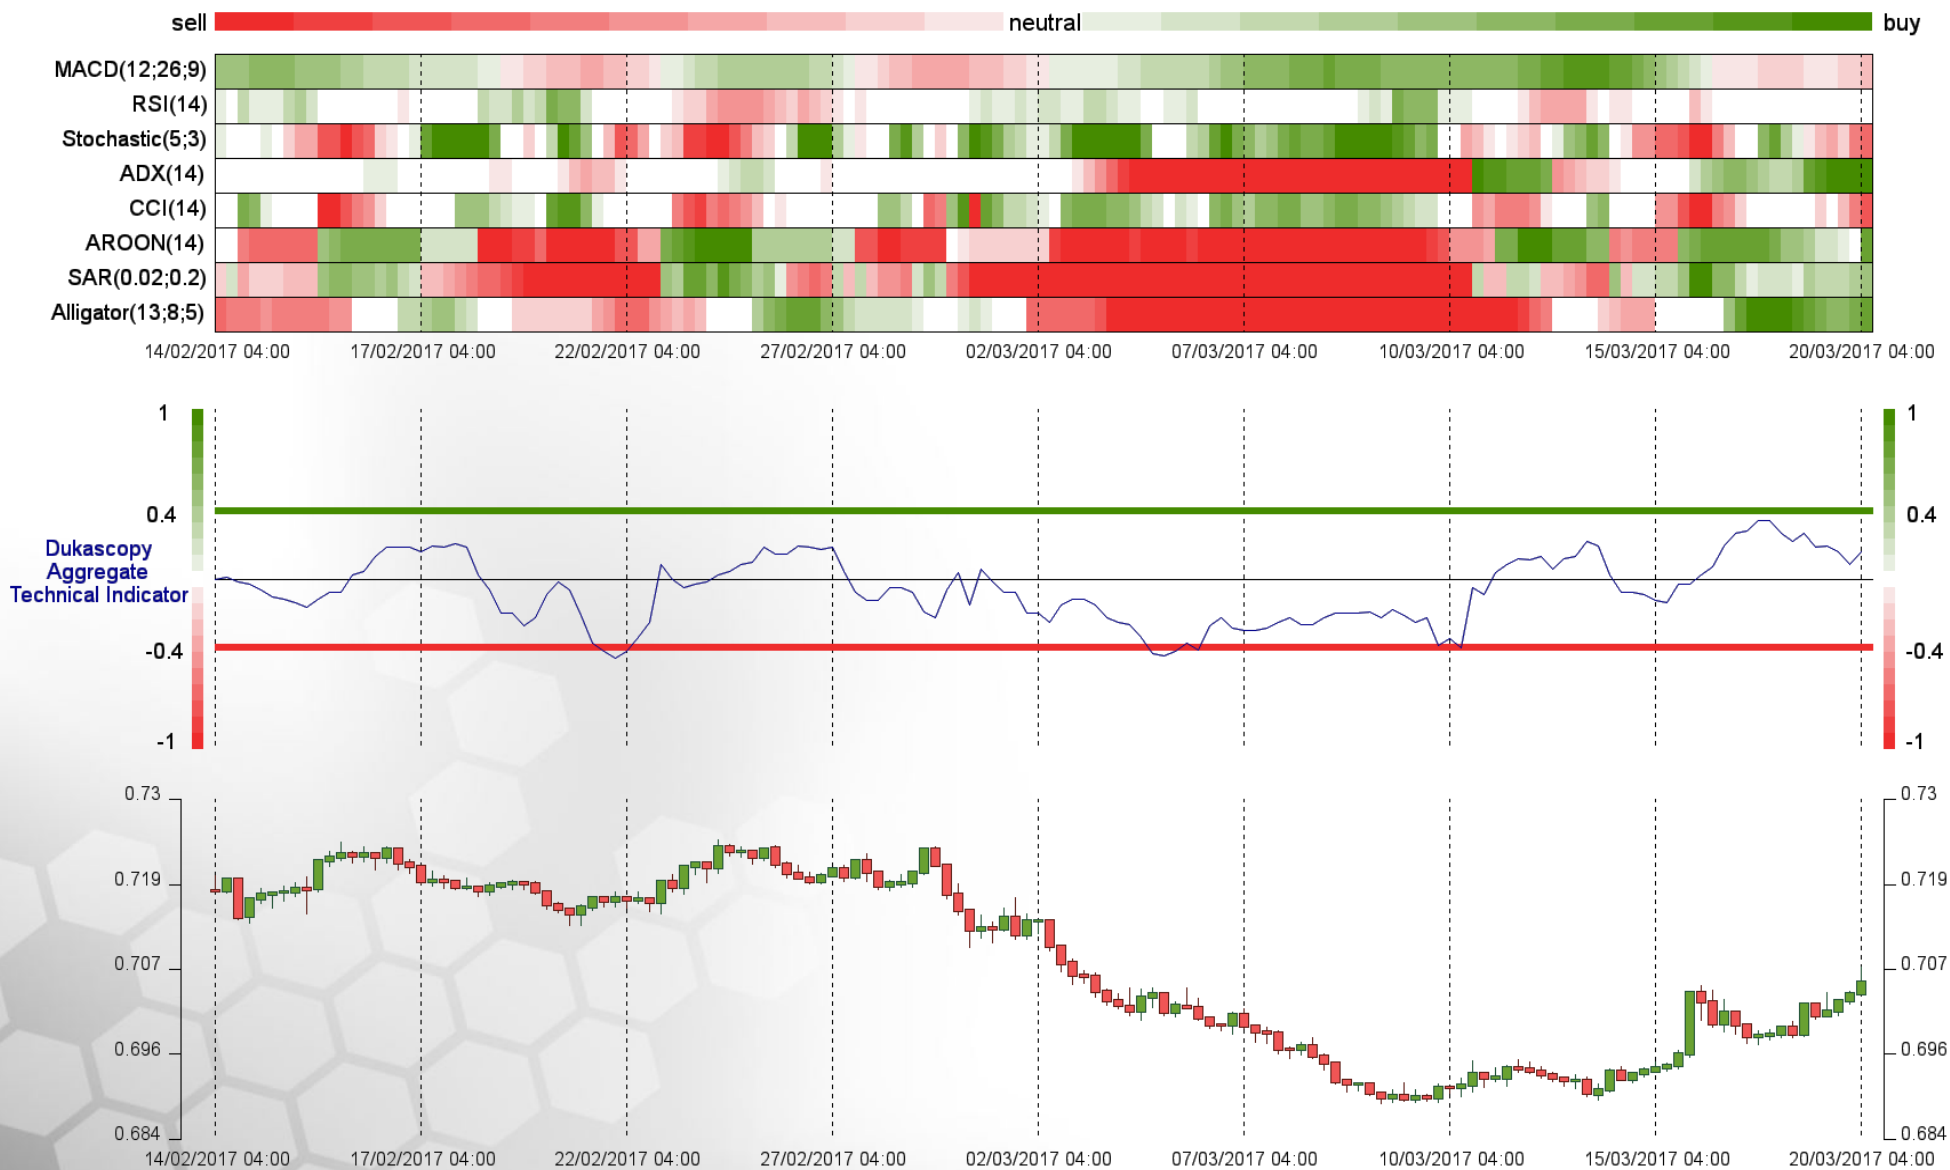 sell neutral buy
MACD(12;26;9)
RSI(14)
Stochastic(5;3)
ADX(14)
CCI(14)
AROON(14)
SAR(0.02;0.2)
Alligator(13;8;5)
14/02/2017 04:00 17/02/2017 04:00 22/02/2017 04:00 27/02/2017 04:00 02/03/2017 04:00 07/03/2017 04:00 10/03/2017 04:00 15/03/2017 04:00 20/03/2017 04:00
1 1
0.4 0.4
Dukascopy
Aggregate
Technical Indicator
-0.4 -0.4
-1 -1
0.73 0.73
0.719 0.719
0.707 0.707
0.696 0.696
0.684 0.684
14/02/2017 04:00 17/02/2017 04:00 22/02/2017 04:00 27/02/2017 04:00 02/03/2017 04:00 07/03/2017 04:00 10/03/2017 04:00 15/03/2017 04:00 20/03/2017 04:00